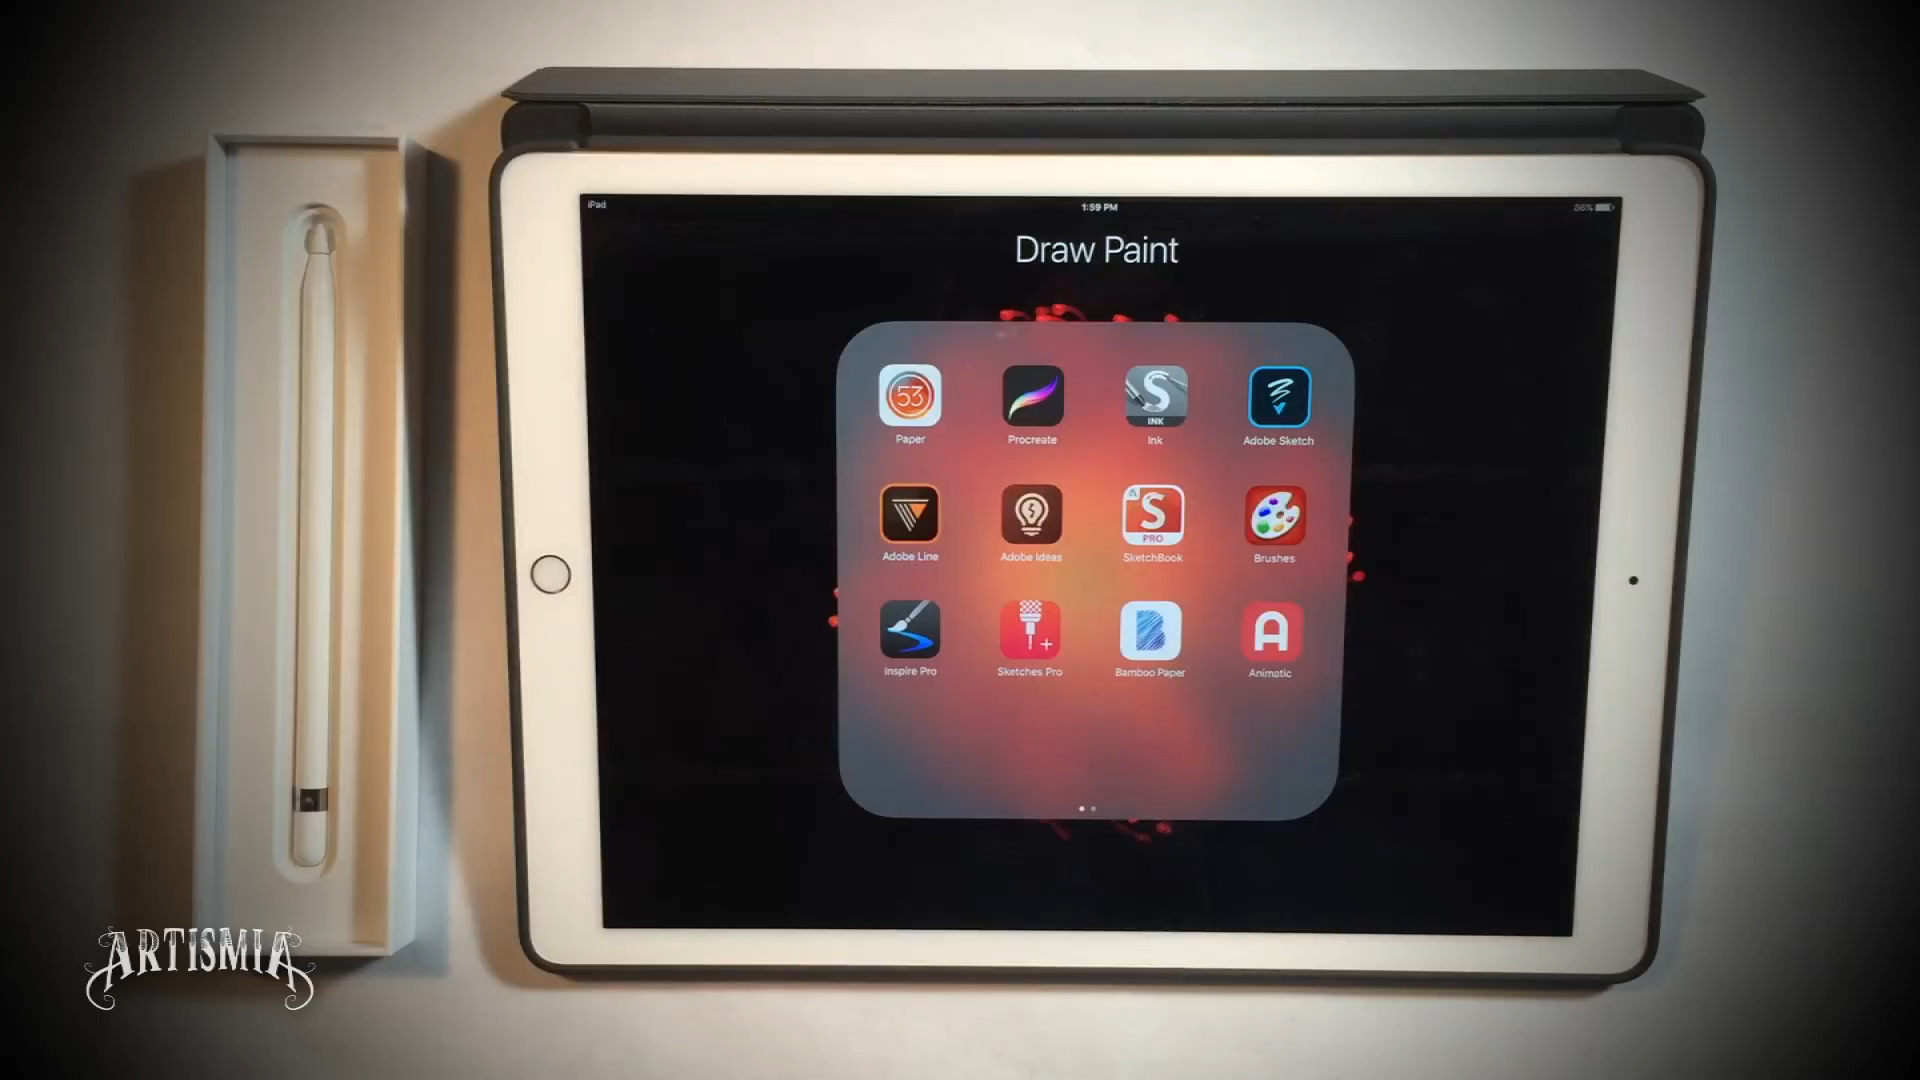 iPad
1:59 PM
86%
Draw Paint
53
Paper
Procreate
S
INK
Ink
Adobe Sketch
Adobe Line
Adobe Ideas
S
PRO
SketchBook
Brushes
Inspire Pro
Sketches Pro
B
Bamboo Paper
A
Animatic
ARTISMIA